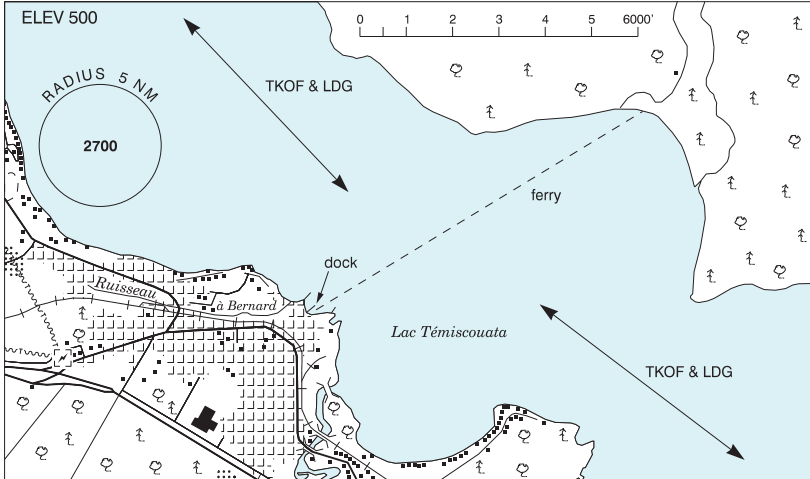 ELEV 500
0 1 2 3 4 5 6000'
RADIUS 5 NM
TKOF & LDG
2700
ferry
dock
Ruisseau
à Bernard
Lac Témiscouata
TKOF & LDG